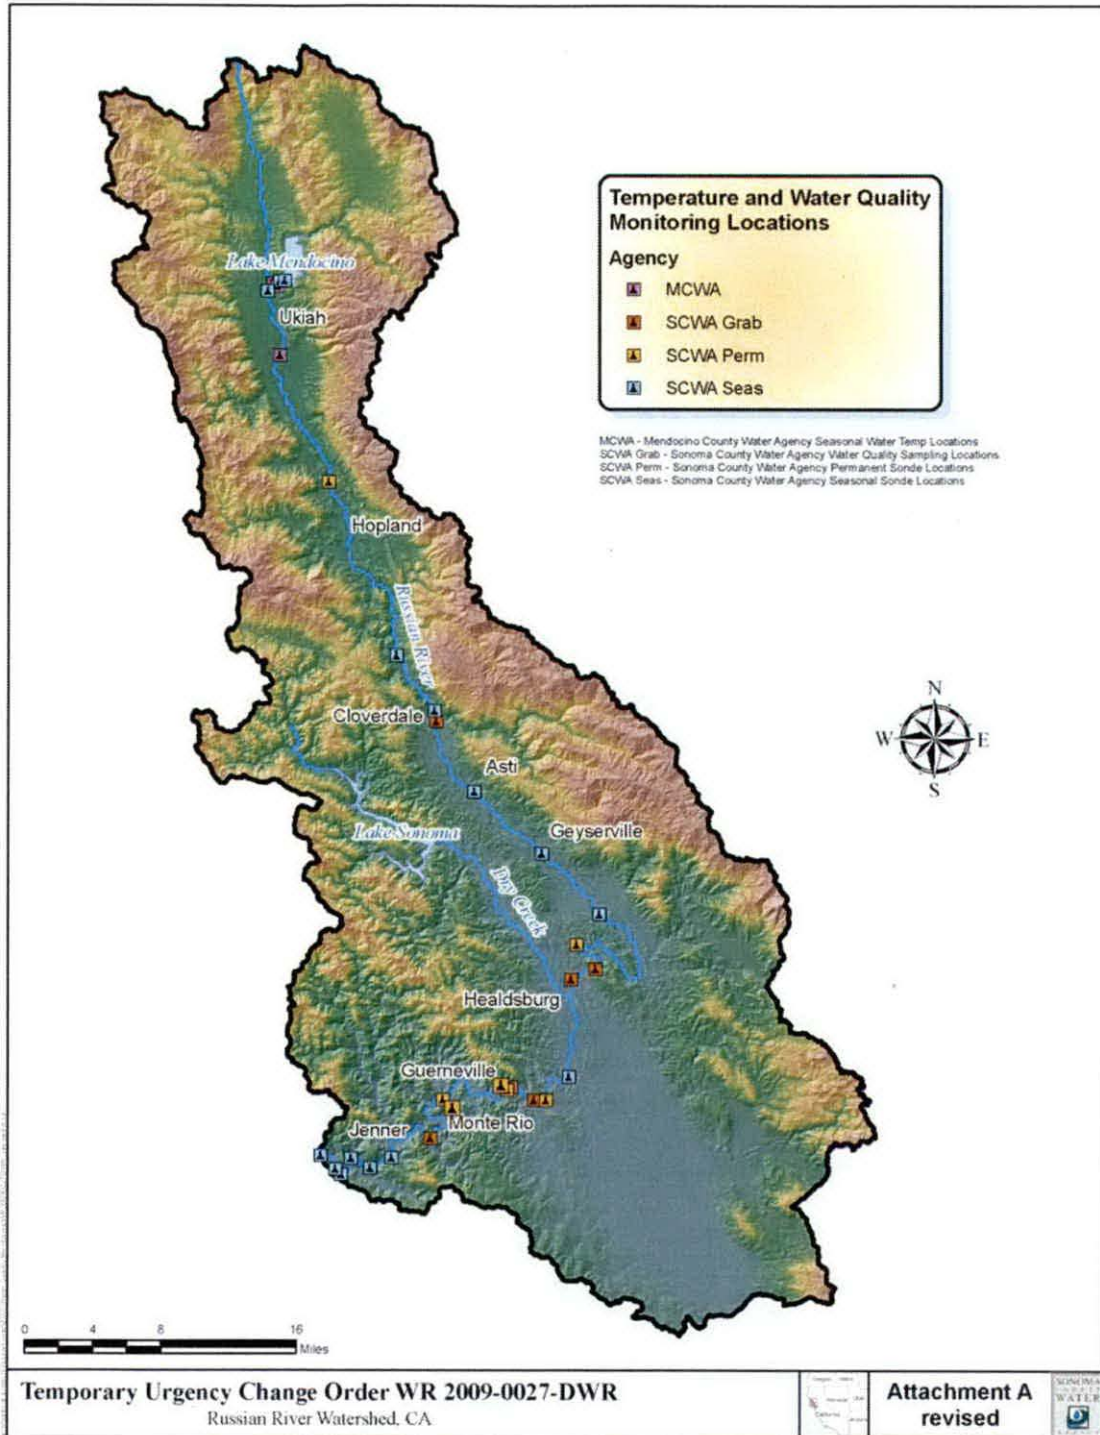 Temperature and Water Quality
Monitoring Locations
Agency
MCWA
SCWA Grab
SCWA Perm
SCWA Seas
MCWA - Mendocino County Water Agency Seasonal Water Temp Locations
SCWA Grab - Sonoma County Water Agency Water Quality Sampling Locations
SCWA Perm - Sonoma County Water Agency Permanent Sonde Locations
SCWA Seas - Sonoma County Water Agency Seasonal Sonde Locations
Lake Mendocino
Ukiah
Hopland
Russian River
Cloverdale
Asti
Lake Sonoma
Geyserville
Dry Creek
Healdsburg
Guerneville
Monte Rio
Jenner
N
W
E
S
0 4 8 16
Miles
Temporary Urgency Change Order WR 2009-0027-DWR
Russian River Watershed, CA
California
Attachment A
revised
SONOMA
WATER